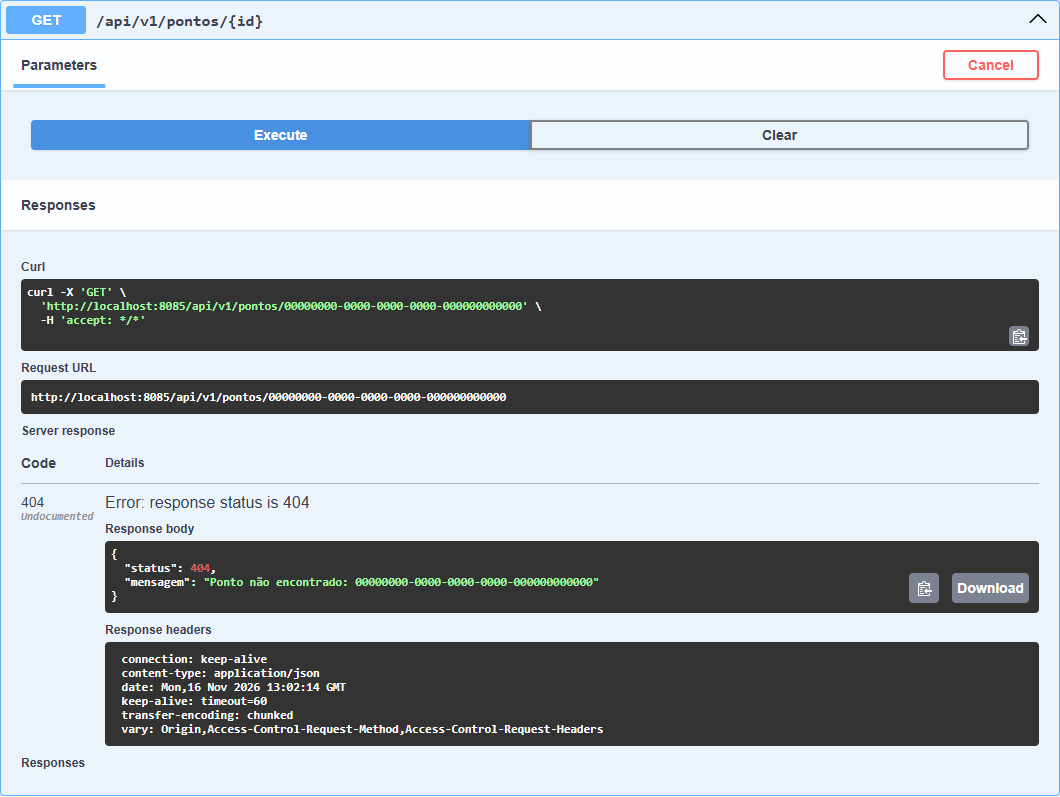 GET /api/v1/pontos/{id}
Parameters
Cancel
Execute
Clear
Responses
Curl
curl -X 'GET' \
  'http://localhost:8085/api/v1/pontos/00000000-0000-0000-0000-000000000000' \
  -H 'accept: */*'
Request URL
http://localhost:8085/api/v1/pontos/00000000-0000-0000-0000-000000000000
Server response
Code Details
404 Error: response status is 404
Undocumented
Response body
{
  "status": 404,
  "mensagem": "Ponto não encontrado: 00000000-0000-0000-0000-000000000000"
}
Download
Response headers
connection: keep-alive
content-type: application/json
date: Mon,16 Nov 2026 13:02:14 GMT
keep-alive: timeout=60
transfer-encoding: chunked
vary: Origin,Access-Control-Request-Method,Access-Control-Request-Headers
Responses